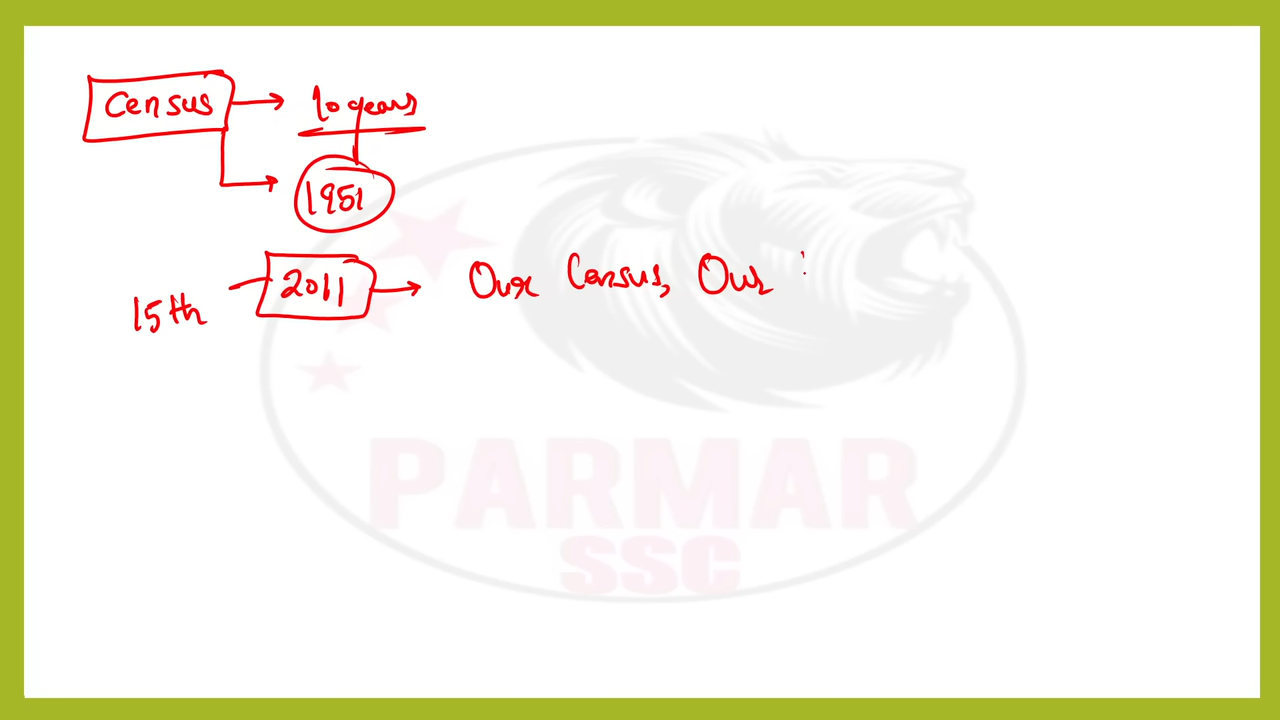 Census → 10 years
1951
15th 2011 → Our Census, Our
PARMAR
SSC